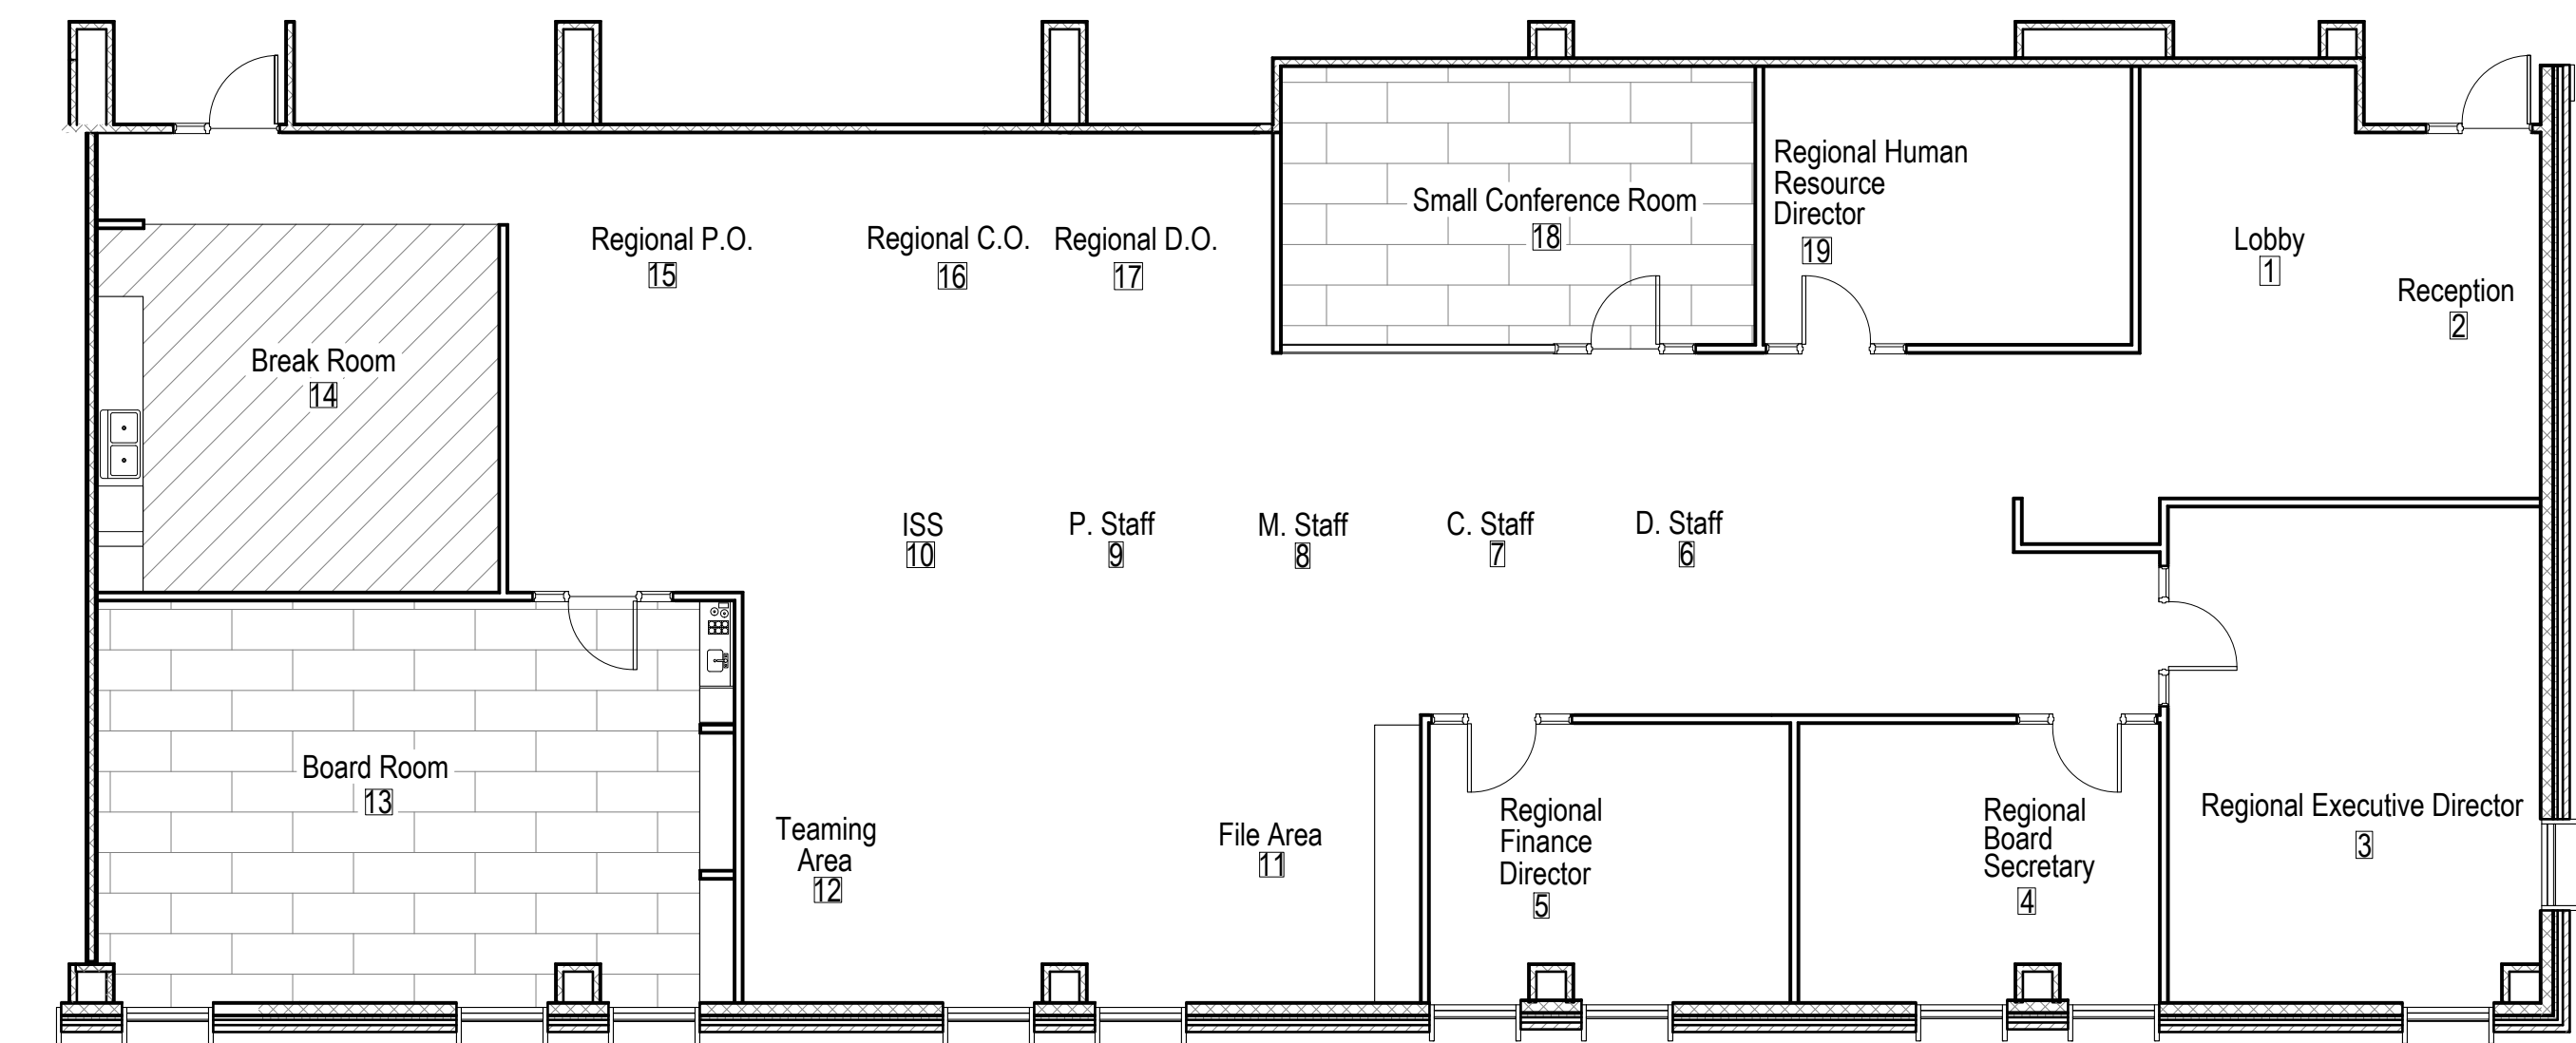 Regional Human
Resource
Director
19
Small Conference Room
18
Regional P.O.
15
Regional C.O.
16
Regional D.O.
17
Lobby
1
Reception
2
Break Room
14
ISS
10
P. Staff
9
M. Staff
8
C. Staff
7
D. Staff
6
Board Room
13
Teaming
Area
12
File Area
11
Regional
Finance
Director
5
Regional
Board
Secretary
4
Regional Executive Director
3